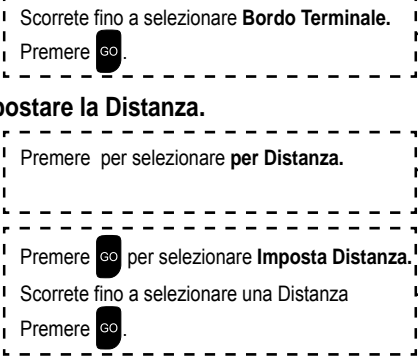 Scorrete fino a selezionare Bordo Terminale.
Premere GO.
postare la Distanza.
Premere per selezionare per Distanza.
Premere GO per selezionare Imposta Distanza.
Scorrete fino a selezionare una Distanza
Premere GO.